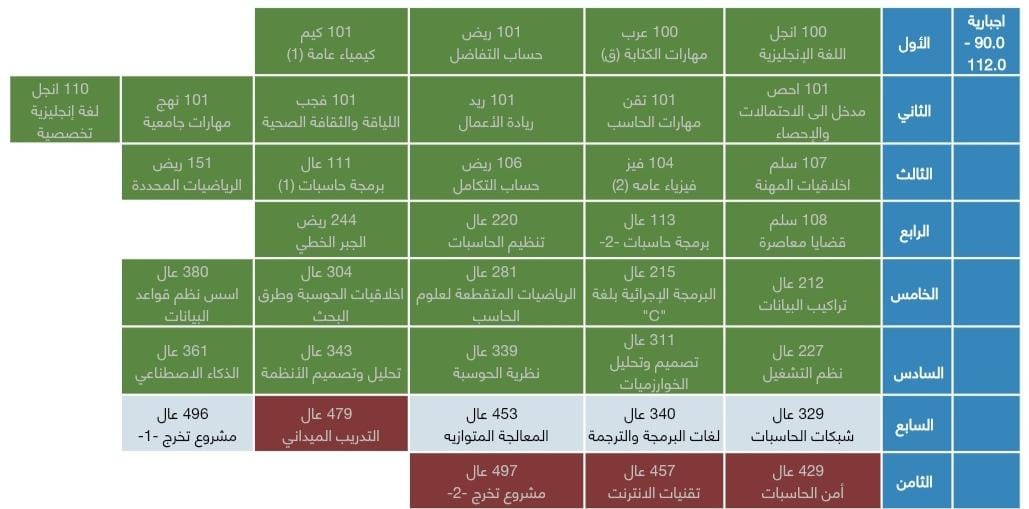 اجبارية
90.0
- 
112.0
الأول
100 انجل
اللغة الإنجليزية
100 عرب
مهارات الكتابة (ق)
101 ريض
حساب التفاضل
101 كيم
كيمياء عامة (1)
الثاني
101 احص
مدخل الى الاحتمالات
والإحصاء
101 تقن
مهارات الحاسب
101 ريد
ريادة الأعمال
101 فجب
اللياقة والثقافة الصحية
101 نهج
مهارات جامعية
110 انجل
لغة إنجليزية
تخصصية
الثالث
107 سلم
اخلاقيات المهنة
104 فيز
فيزياء عامه (2)
106 ريض
حساب التكامل
111 عال
برمجة حاسبات (1)
151 ريض
الرياضيات المحددة
الرابع
108 سلم
قضايا معاصرة
113 عال
برمجة حاسبات -2-
220 عال
تنظيم الحاسبات
244 ريض
الجبر الخطي
الخامس
212 عال
تراكيب البيانات
215 عال
البرمجة الإجرائية بلغة
"C"
281 عال
الرياضيات المتقطعة لعلوم
الحاسب
304 عال
اخلاقيات الحوسبة وطرق
البحث
380 عال
اسس نظم قواعد
البيانات
السادس
227 عال
نظم التشغيل
311 عال
تصميم وتحليل
الخوارزميات
339 عال
نظرية الحوسبة
343 عال
تحليل وتصميم الأنظمة
361 عال
الذكاء الاصطناعي
السابع
329 عال
شبكات الحاسبات
340 عال
لغات البرمجة والترجمة
453 عال
المعالجة المتوازيه
479 عال
التدريب الميداني
496 عال
مشروع تخرج -1-
الثامن
429 عال
أمن الحاسبات
457 عال
تقنيات الانترنت
497 عال
مشروع تخرج -2-